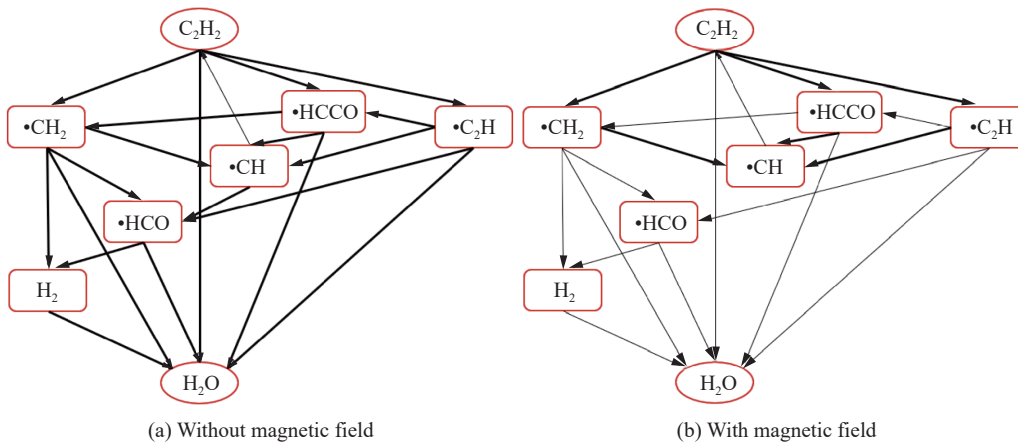 C₂H₂
•CH₂
•HCCO
•C₂H
•CH
•HCO
H₂
H₂O
(a) Without magnetic field
C₂H₂
•CH₂
•HCCO
•C₂H
•CH
•HCO
H₂
H₂O
(b) With magnetic field